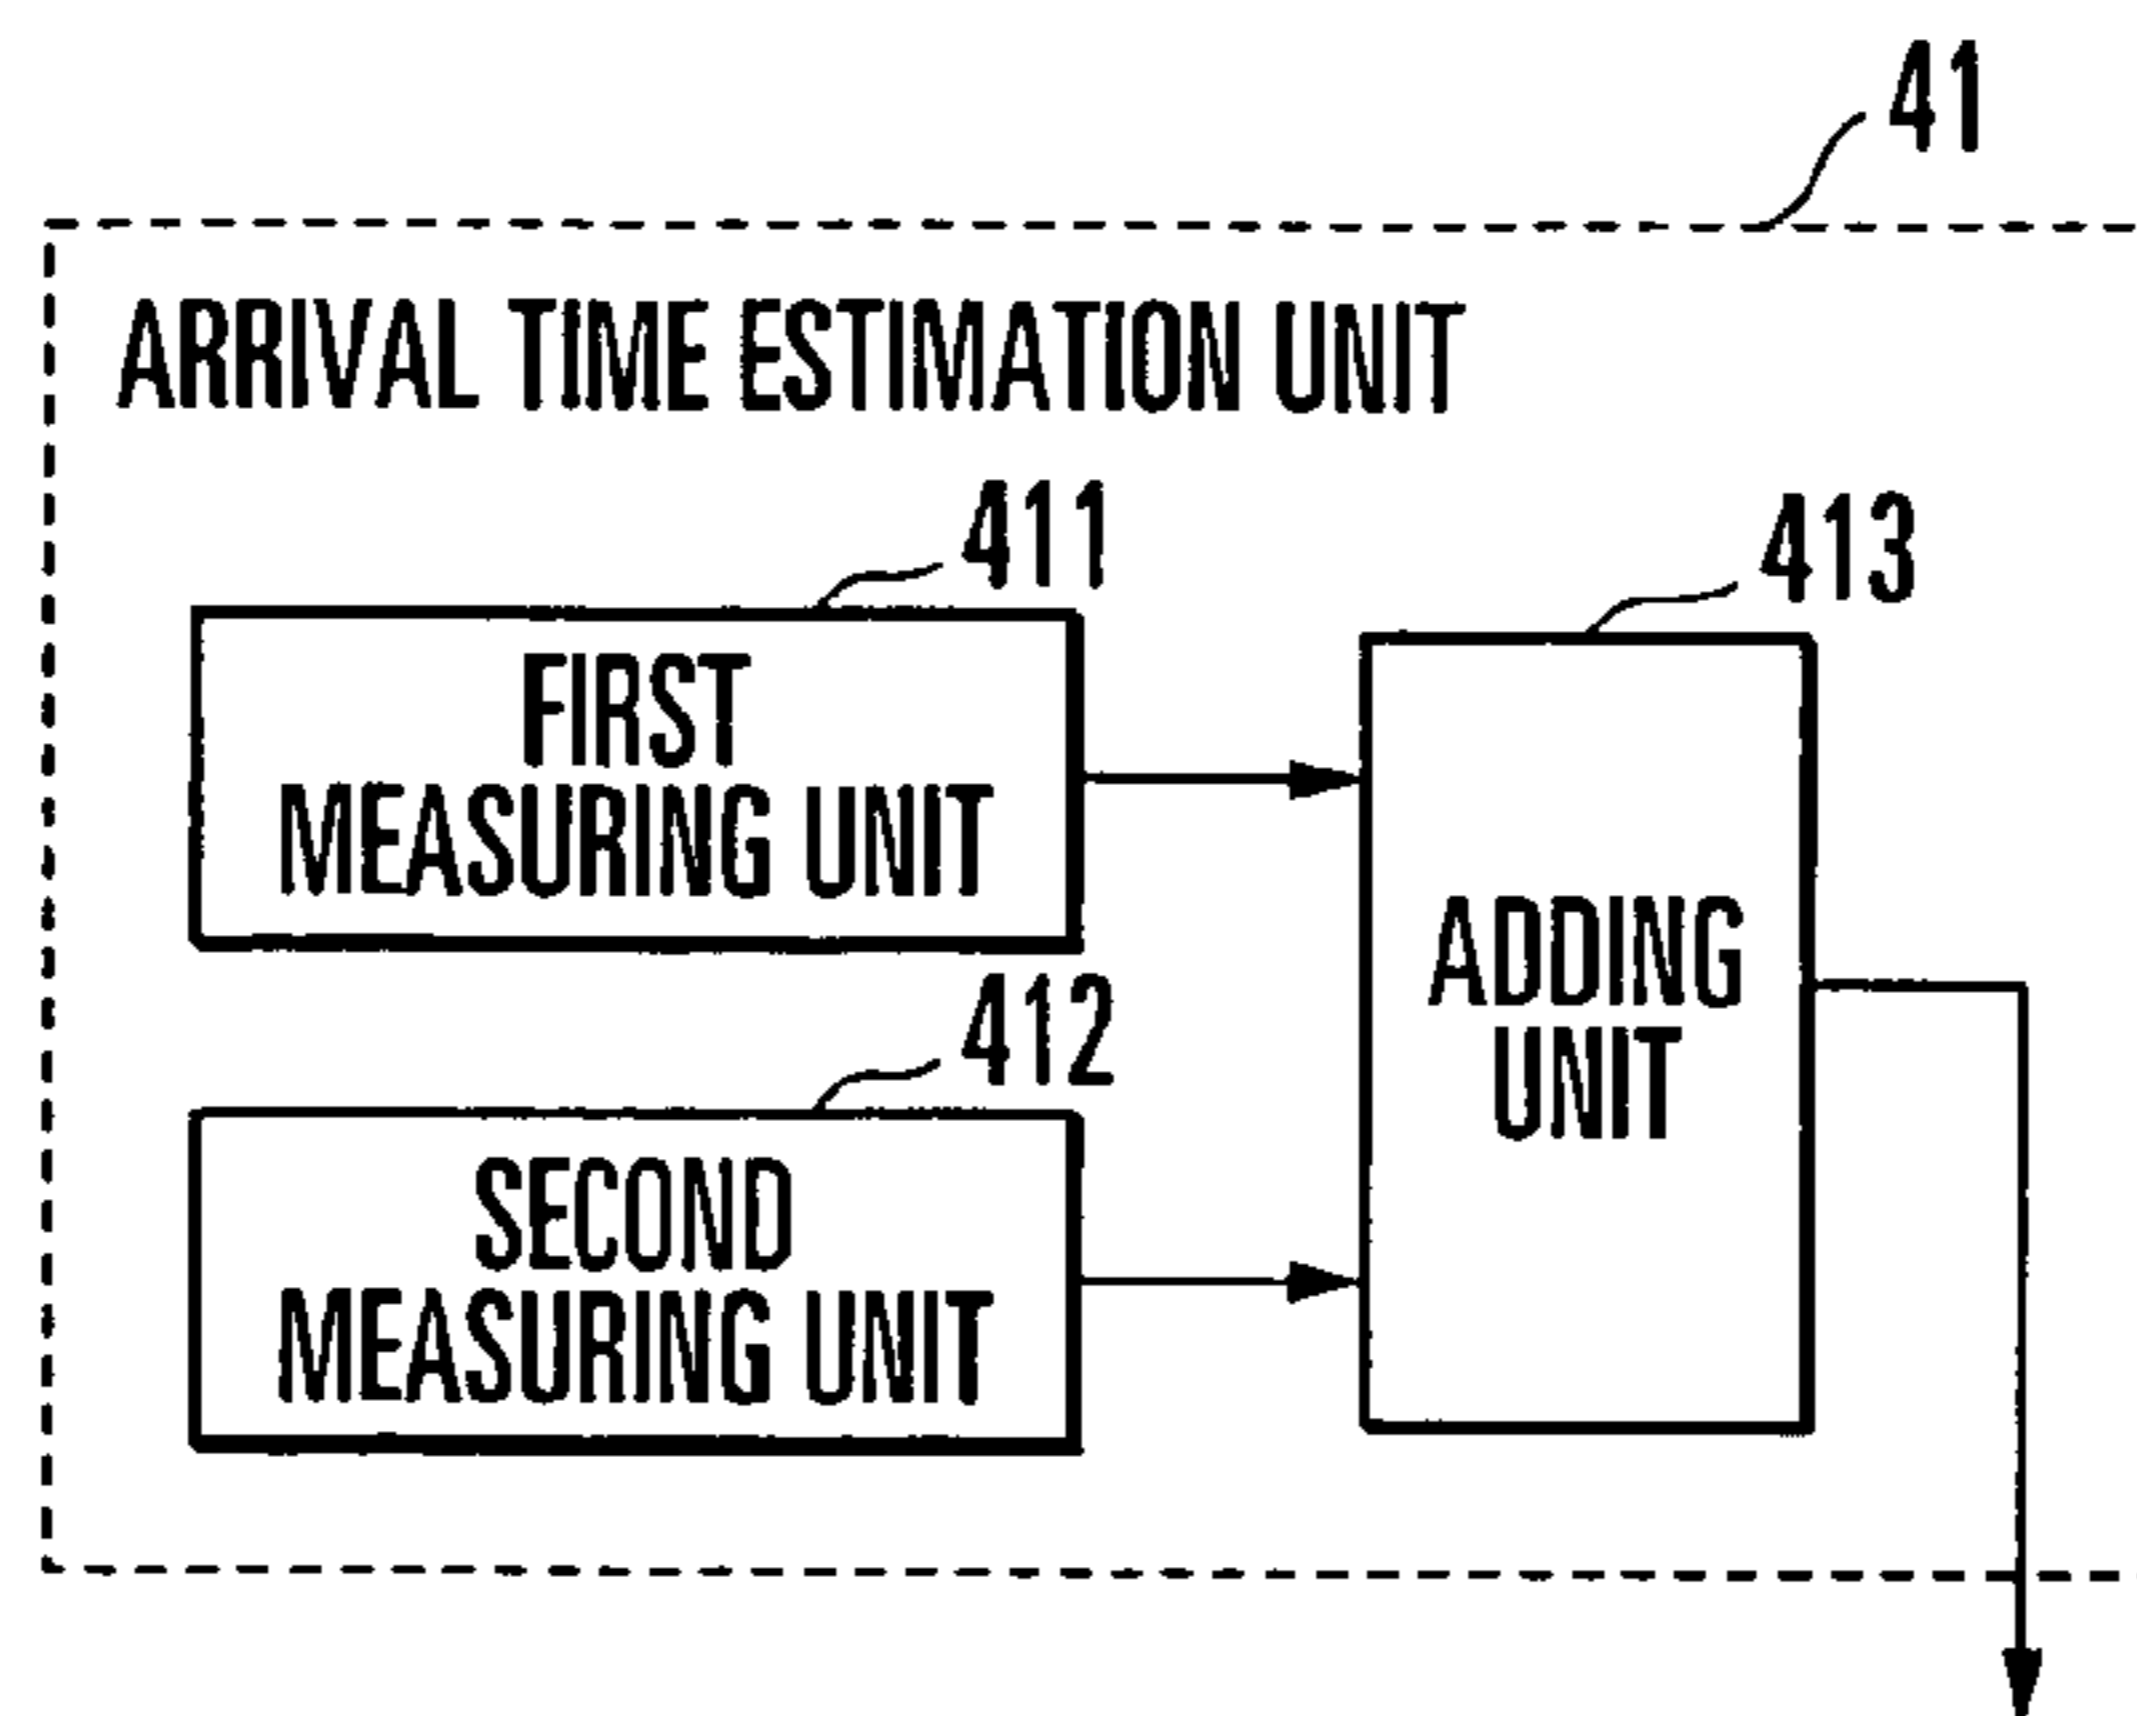 41
ARRIVAL TIME ESTIMATION UNIT
411
413
FIRST
MEASURING UNIT
ADDING
UNIT
412
SECOND
MEASURING UNIT